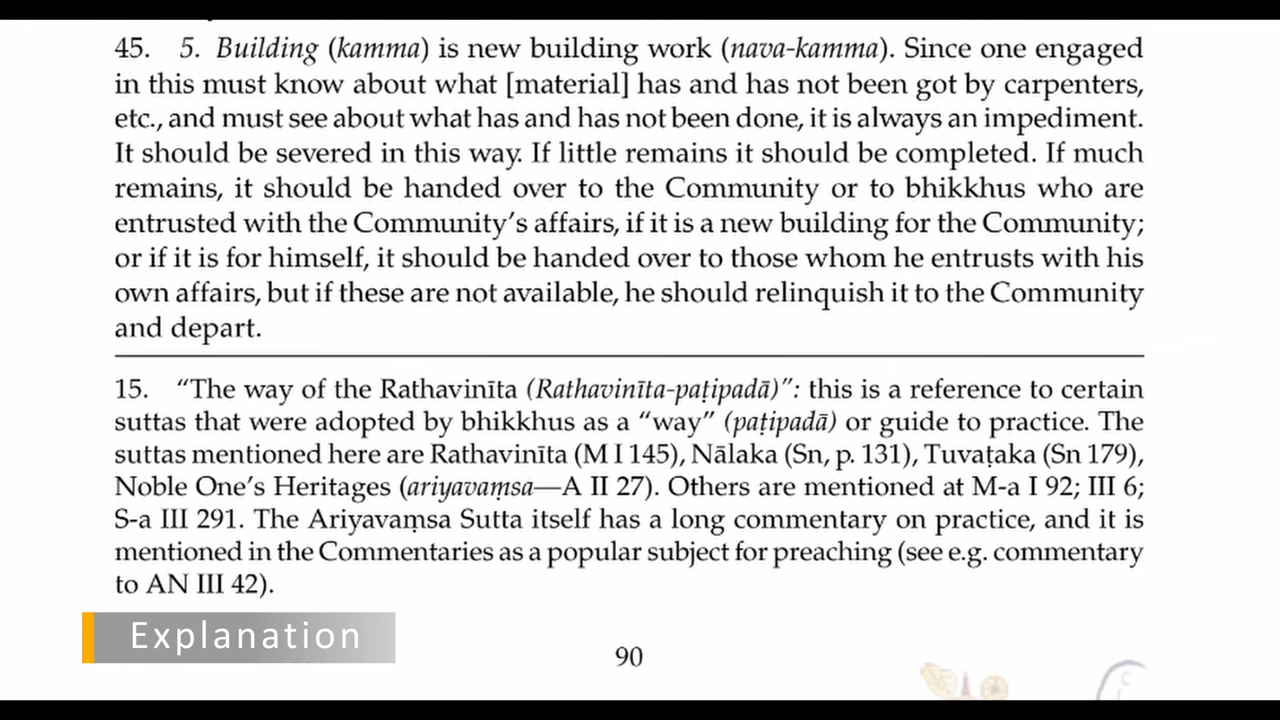 45. 5. Building (kamma) is new building work (nava-kamma). Since one engaged
in this must know about what [material] has and has not been got by carpenters,
etc., and must see about what has and has not been done, it is always an impediment.
It should be severed in this way. If little remains it should be completed. If much
remains, it should be handed over to the Community or to bhikkhus who are
entrusted with the Community’s affairs, if it is a new building for the Community;
or if it is for himself, it should be handed over to those whom he entrusts with his
own affairs, but if these are not available, he should relinquish it to the Community
and depart.
15. “The way of the Rathavinīta (Rathavinīta-paṭipadā)”: this is a reference to certain
suttas that were adopted by bhikkhus as a “way” (paṭipadā) or guide to practice. The
suttas mentioned here are Rathavinīta (M I 145), Nālaka (Sn, p. 131), Tuvaṭaka (Sn 179),
Noble One’s Heritages (ariyavaṃsa—A II 27). Others are mentioned at M-a I 92; III 6;
S-a III 291. The Ariyavaṃsa Sutta itself has a long commentary on practice, and it is
mentioned in the Commentaries as a popular subject for preaching (see e.g. commentary
to AN III 42).
Explanation
90